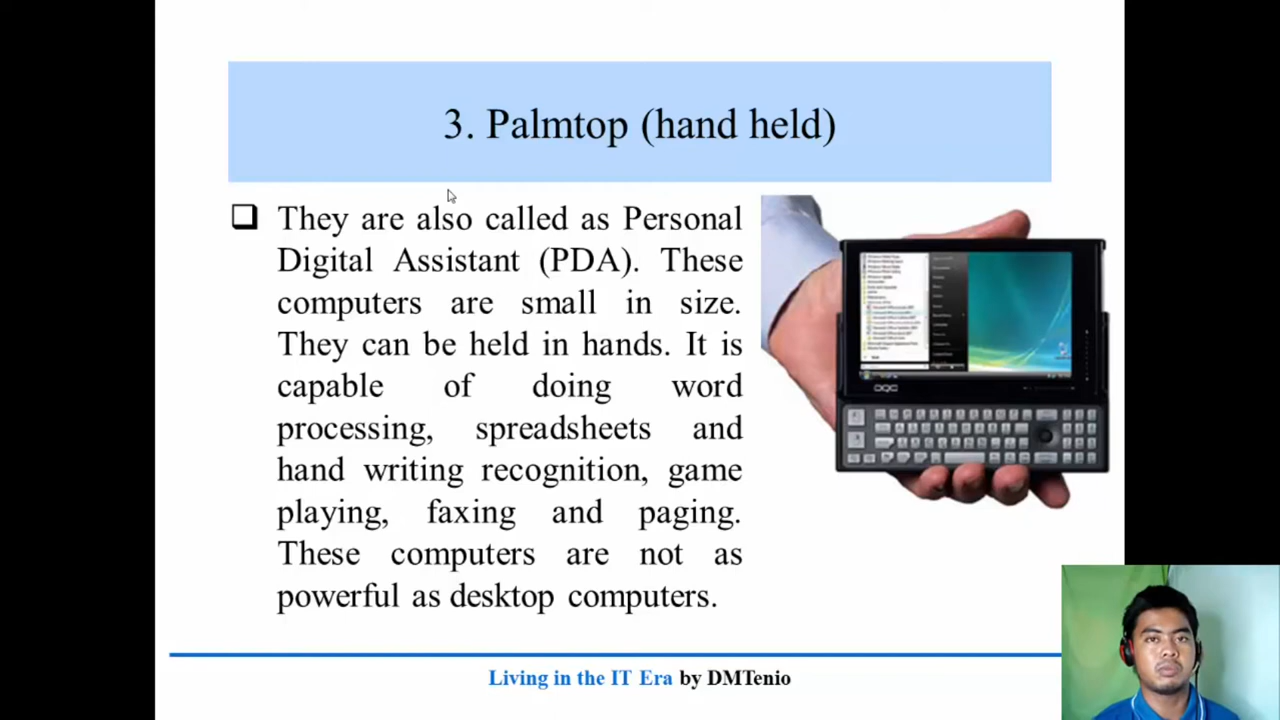 3. Palmtop (hand held)
They are also called as Personal
Digital Assistant (PDA). These
computers are small in size.
They can be held in hands. It is
capable of doing word
processing, spreadsheets and
hand writing recognition, game
playing, faxing and paging.
These computers are not as
powerful as desktop computers.
OQO
Living in the IT Era by DMTenio